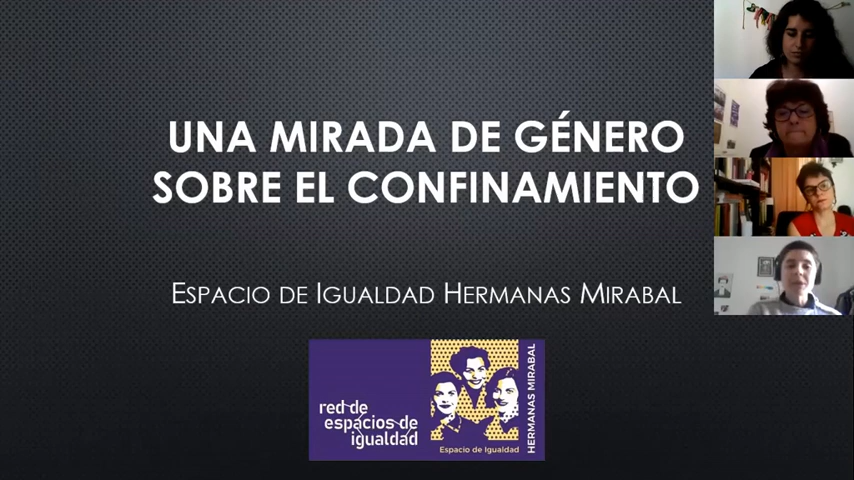 UNA MIRADA DE GÉNERO
SOBRE EL CONFINAMIENTO
ESPACIO DE IGUALDAD HERMANAS MIRABAL
red de
espacios de
igualdad
Espacio de Igualdad
HERMANAS MIRABAL